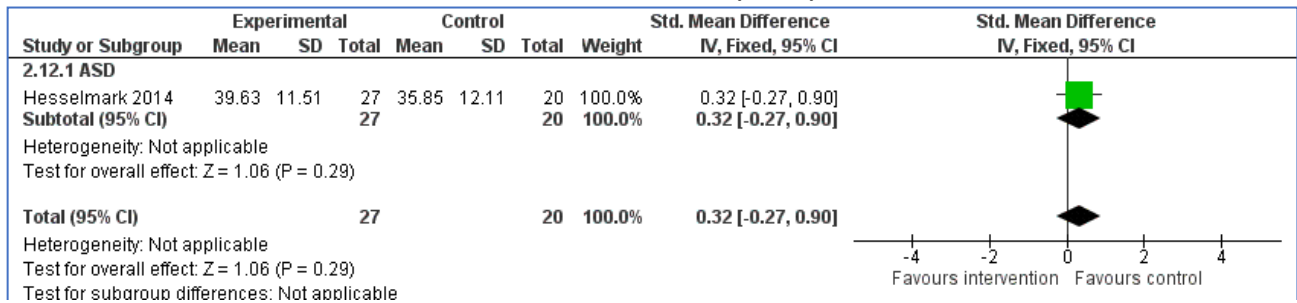 Experimental Control Std. Mean Difference Std. Mean Difference
Study or Subgroup Mean SD Total Mean SD Total Weight IV, Fixed, 95% CI IV, Fixed, 95% CI
2.12.1 ASD
Hesselmark 2014 39.63 11.51 27 35.85 12.11 20 100.0% 0.32 [-0.27, 0.90]
Subtotal (95% CI) 27 20 100.0% 0.32 [-0.27, 0.90]
Heterogeneity: Not applicable
Test for overall effect: Z = 1.06 (P = 0.29)
Total (95% CI) 27 20 100.0% 0.32 [-0.27, 0.90]
Heterogeneity: Not applicable
Test for overall effect: Z = 1.06 (P = 0.29)
Test for subgroup differences: Not applicable
-4 -2 0 2 4
Favours intervention Favours control